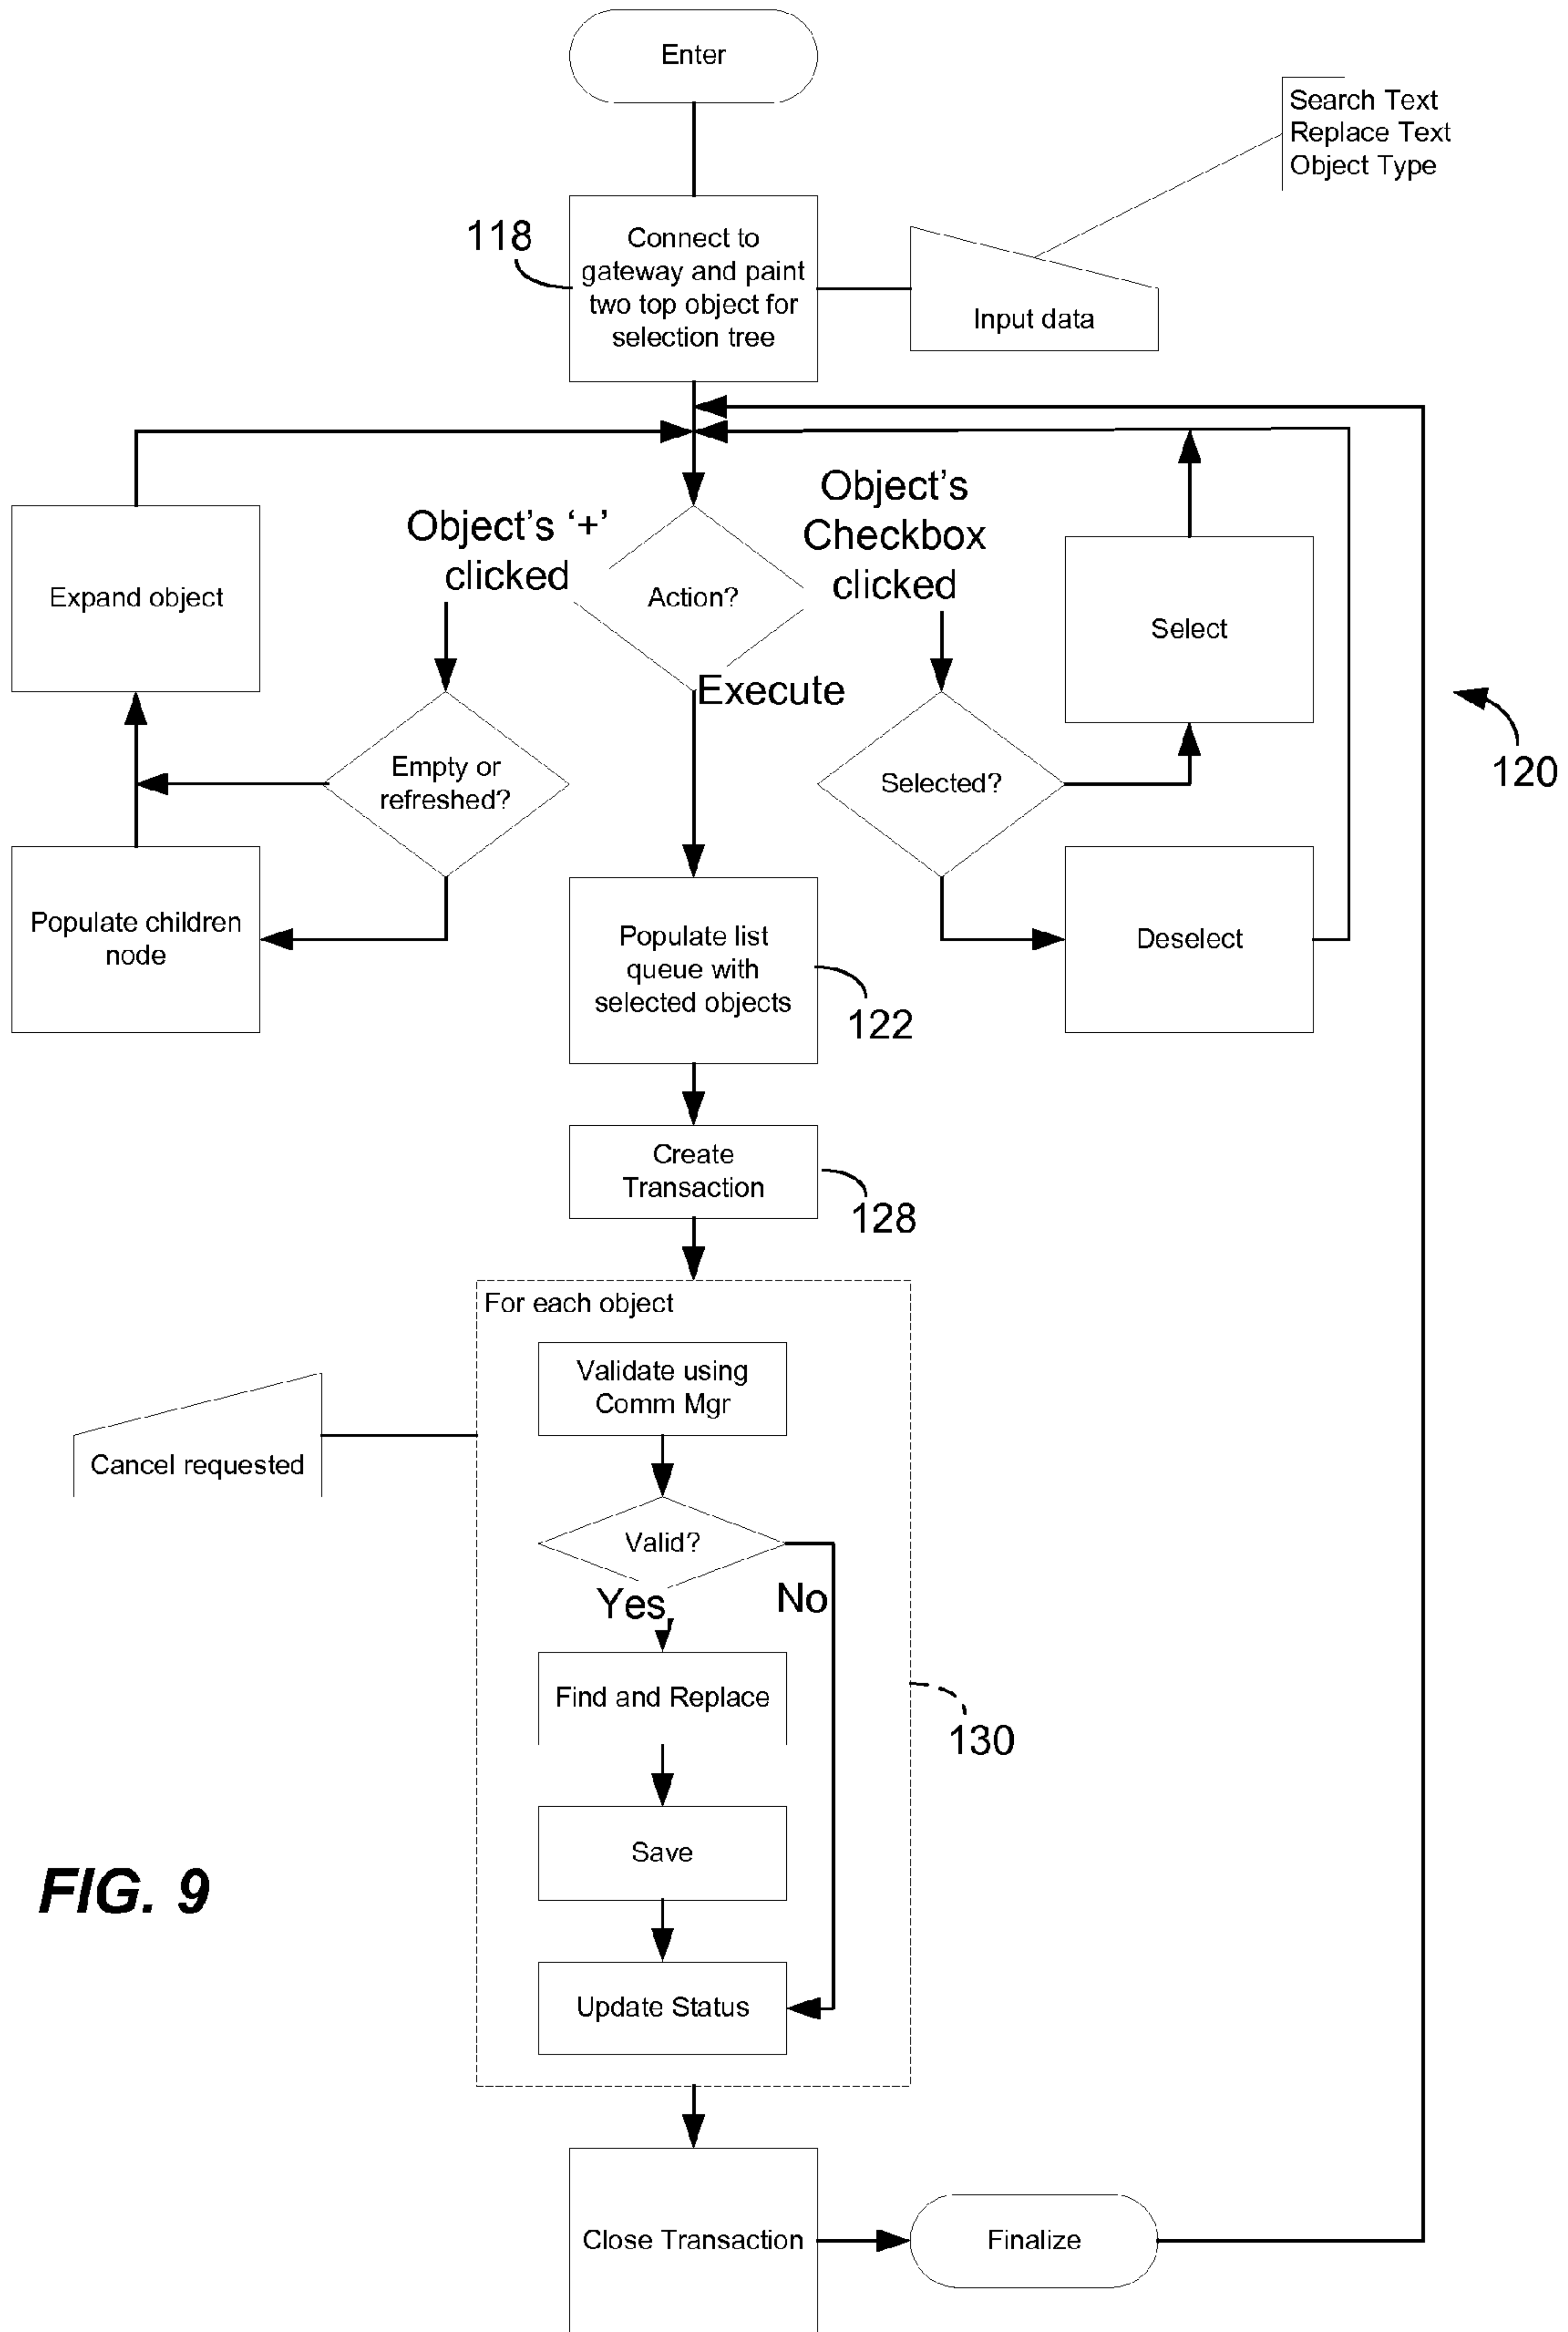 Enter
Search Text
Replace Text
Object Type
118
Connect to
gateway and paint
two top object for
selection tree
Input data
Object's '+'
clicked
Object's
Checkbox
clicked
Expand object
Action?
Select
Execute
Empty or
refreshed?
Selected?
120
Populate children
node
Populate list
queue with
selected objects
Deselect
122
Create
Transaction
128
For each object
Validate using
Comm Mgr
Cancel requested
Valid?
Yes
No
Find and Replace
130
Save
FIG. 9
Update Status
Close Transaction
Finalize